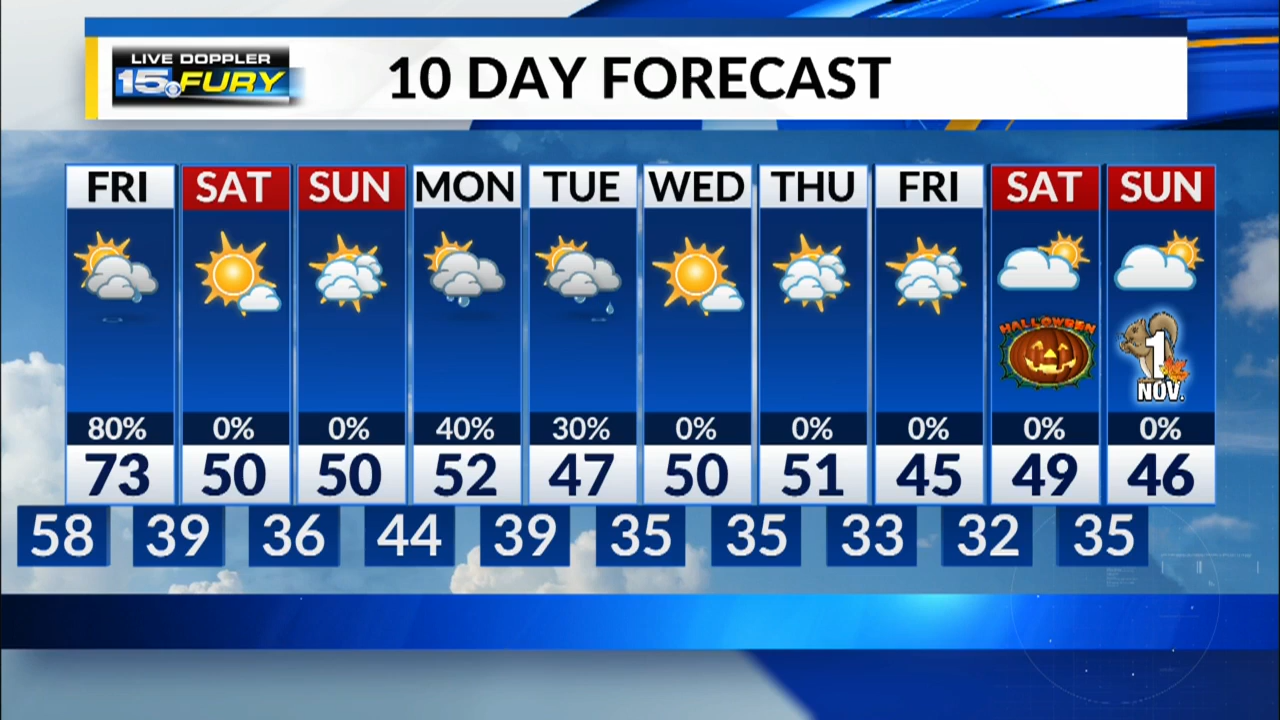 LIVE DOPPLER
15 FURY
10 DAY FORECAST
FRI SAT SUN MON TUE WED THU FRI SAT SUN
HALLOWEEN 1
NOV.
80% 0% 0% 40% 30% 0% 0% 0% 0% 0%
73 50 50 52 47 50 51 45 49 46
58 39 36 44 39 35 35 33 32 35